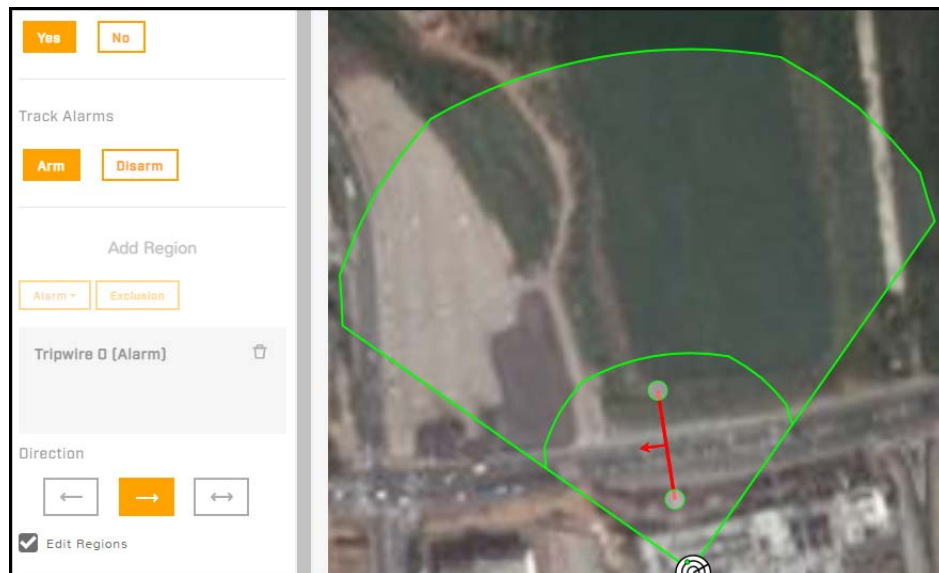 Yes No
Track Alarms
Arm Disarm
Add Region
Alarm Exclusion
Tripwire 0 (Alarm)
Direction
Edit Regions